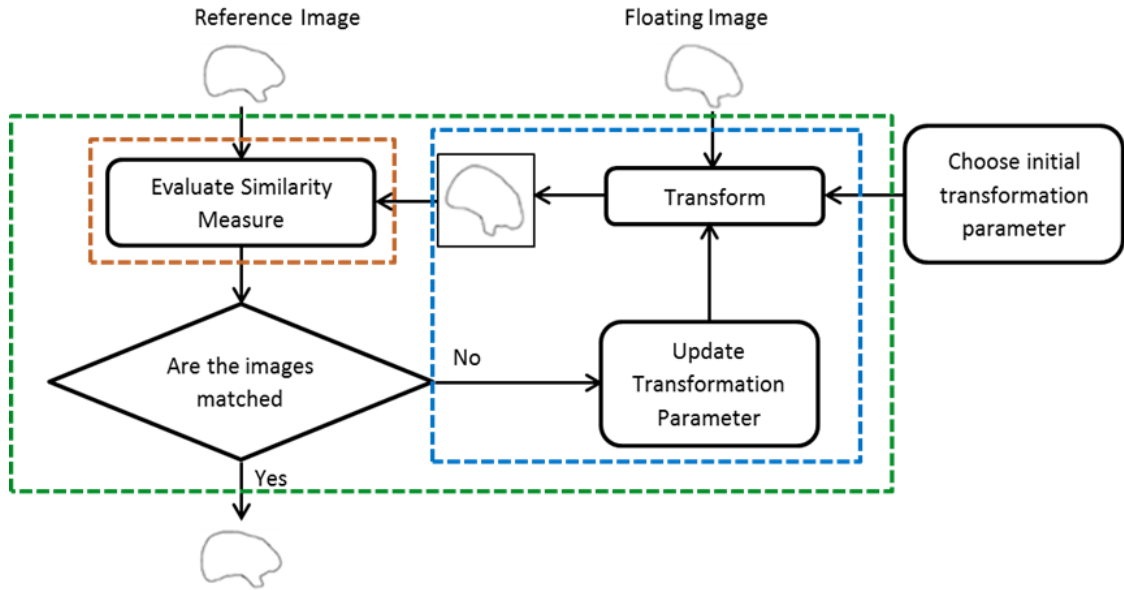 Reference Image
Floating Image
Evaluate Similarity
Measure
Transform
Choose initial
transformation
parameter
Are the images
matched
No
Update
Transformation
Parameter
Yes